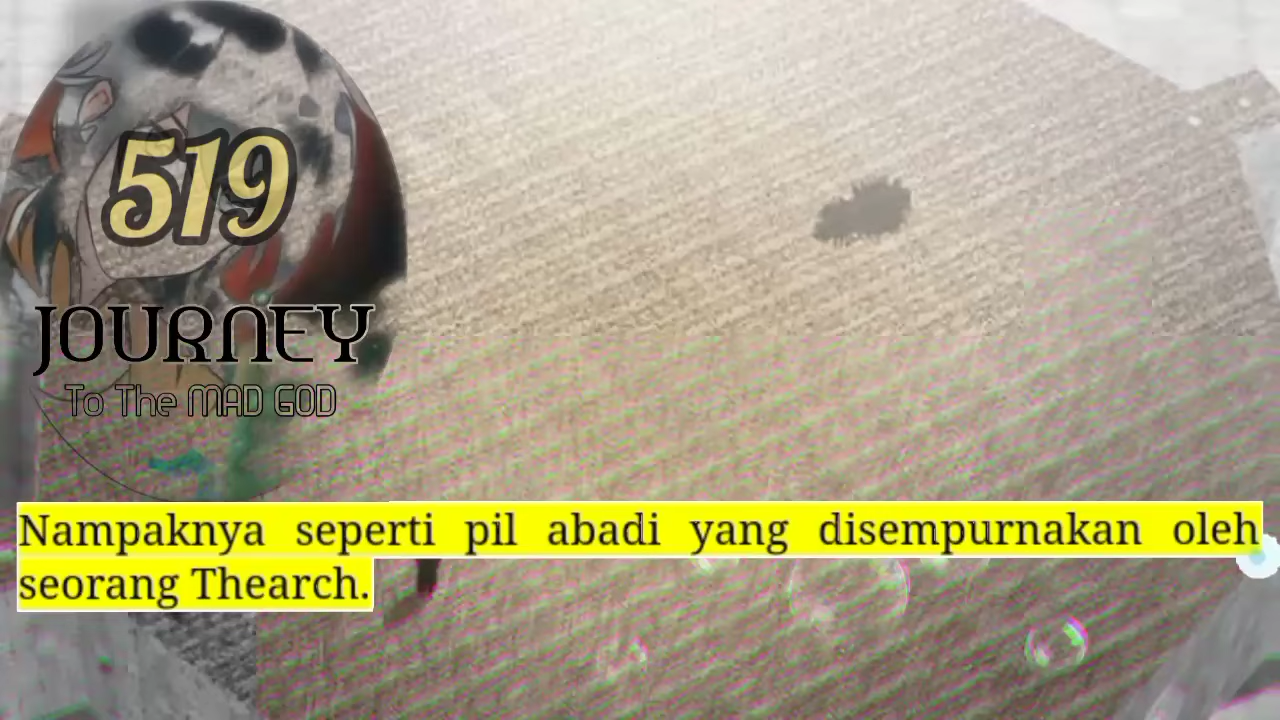 519
JOURNEY
To The MAD GOD
Nampaknya seperti pil abadi yang disempurnakan oleh
seorang Thearch.